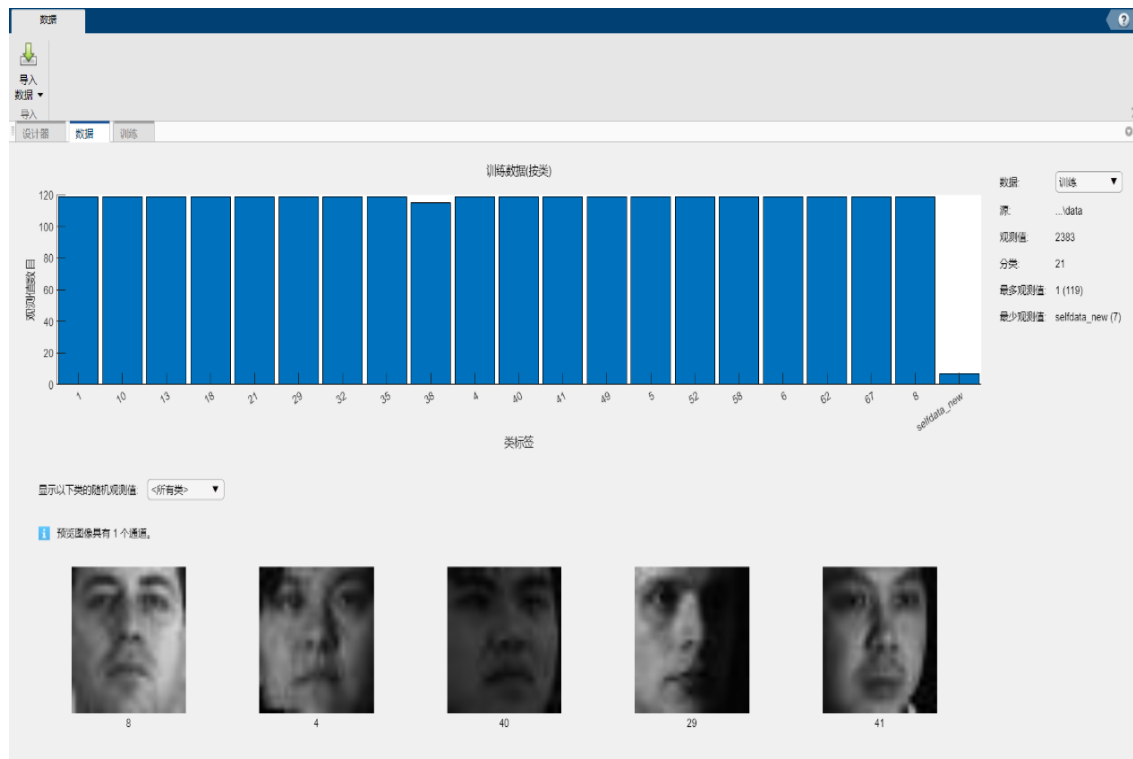 数据
?
导入
数据 ▼
导入
设计器 数据 训练
训练数据(按类)
120
100
80
60
40
20
0
观测值数目
1 10 13 18 21 29 32 35 38 4 40 41 49 5 52 58 6 62 67 8 selfdata_new
类标签
数据: 训练 ▼
源: ...\data
观测值: 2383
分类: 21
最多观测值: 1 (119)
最少观测值: selfdata_new (7)
显示以下类的随机观测值: <所有类> ▼
i 预览图像具有 1 个通道。
8 4 40 29 41